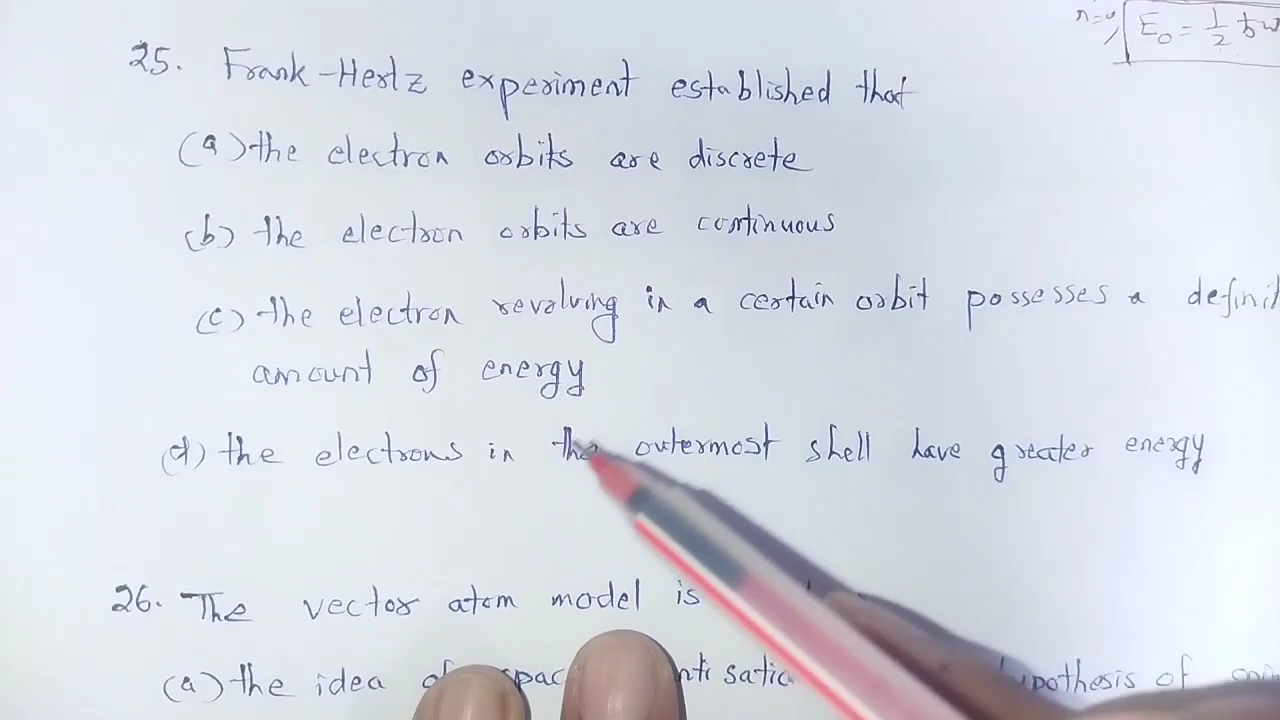 n=0, E₀ = 1/2 ħω
25. Frank-Hertz experiment established that
(a) the electron orbits are discrete
(b) the electron orbits are continuous
(c) the electron revolving in a certain orbit possesses a definit
amount of energy
(d) the electrons in the outermost shell have greater energy
26. The vector atom model is
(a) the idea of